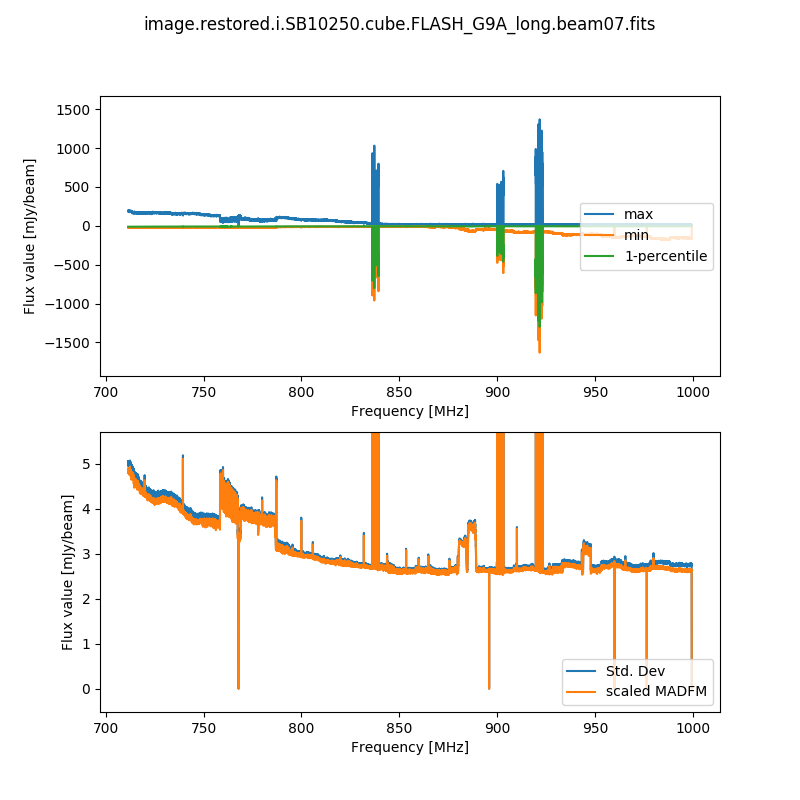 image.restored.i.SB10250.cube.FLASH_G9A_long.beam07.fits
1500
1000
500
0
−500
−1000
−1500
Flux value [mJy/beam]
max
min
1-percentile
700 750 800 850 900 950 1000
Frequency [MHz]
5
4
3
2
1
0
Flux value [mJy/beam]
Std. Dev
scaled MADFM
700 750 800 850 900 950 1000
Frequency [MHz]